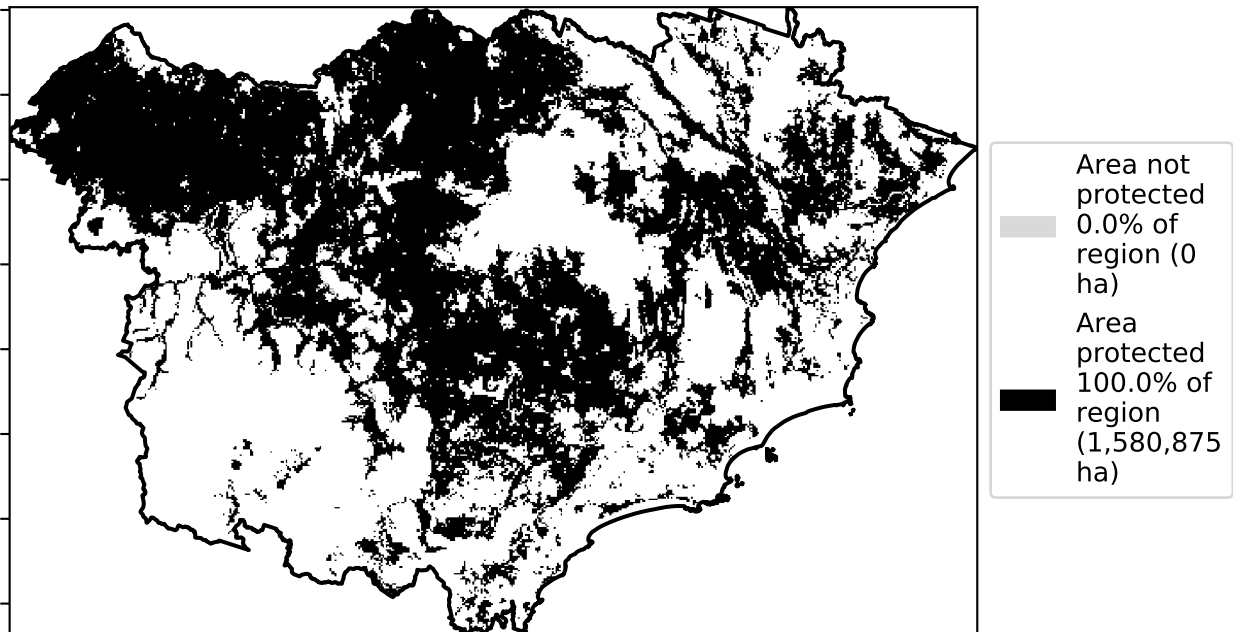 Area not
protected
0.0% of
region (0
ha)
Area
protected
100.0% of
region
(1,580,875
ha)